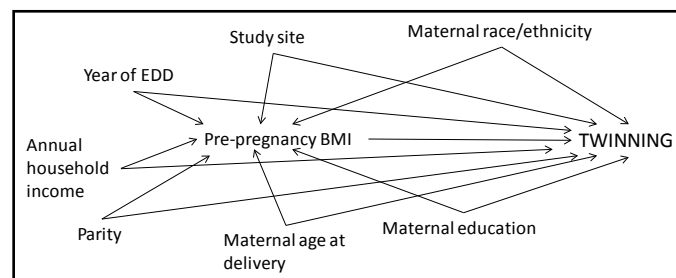 Maternal race/ethnicity
Study site
Year of EDD
Pre-pregnancy BMI
TWINNING
Annual
household
income
Parity
Maternal age at
delivery
Maternal education